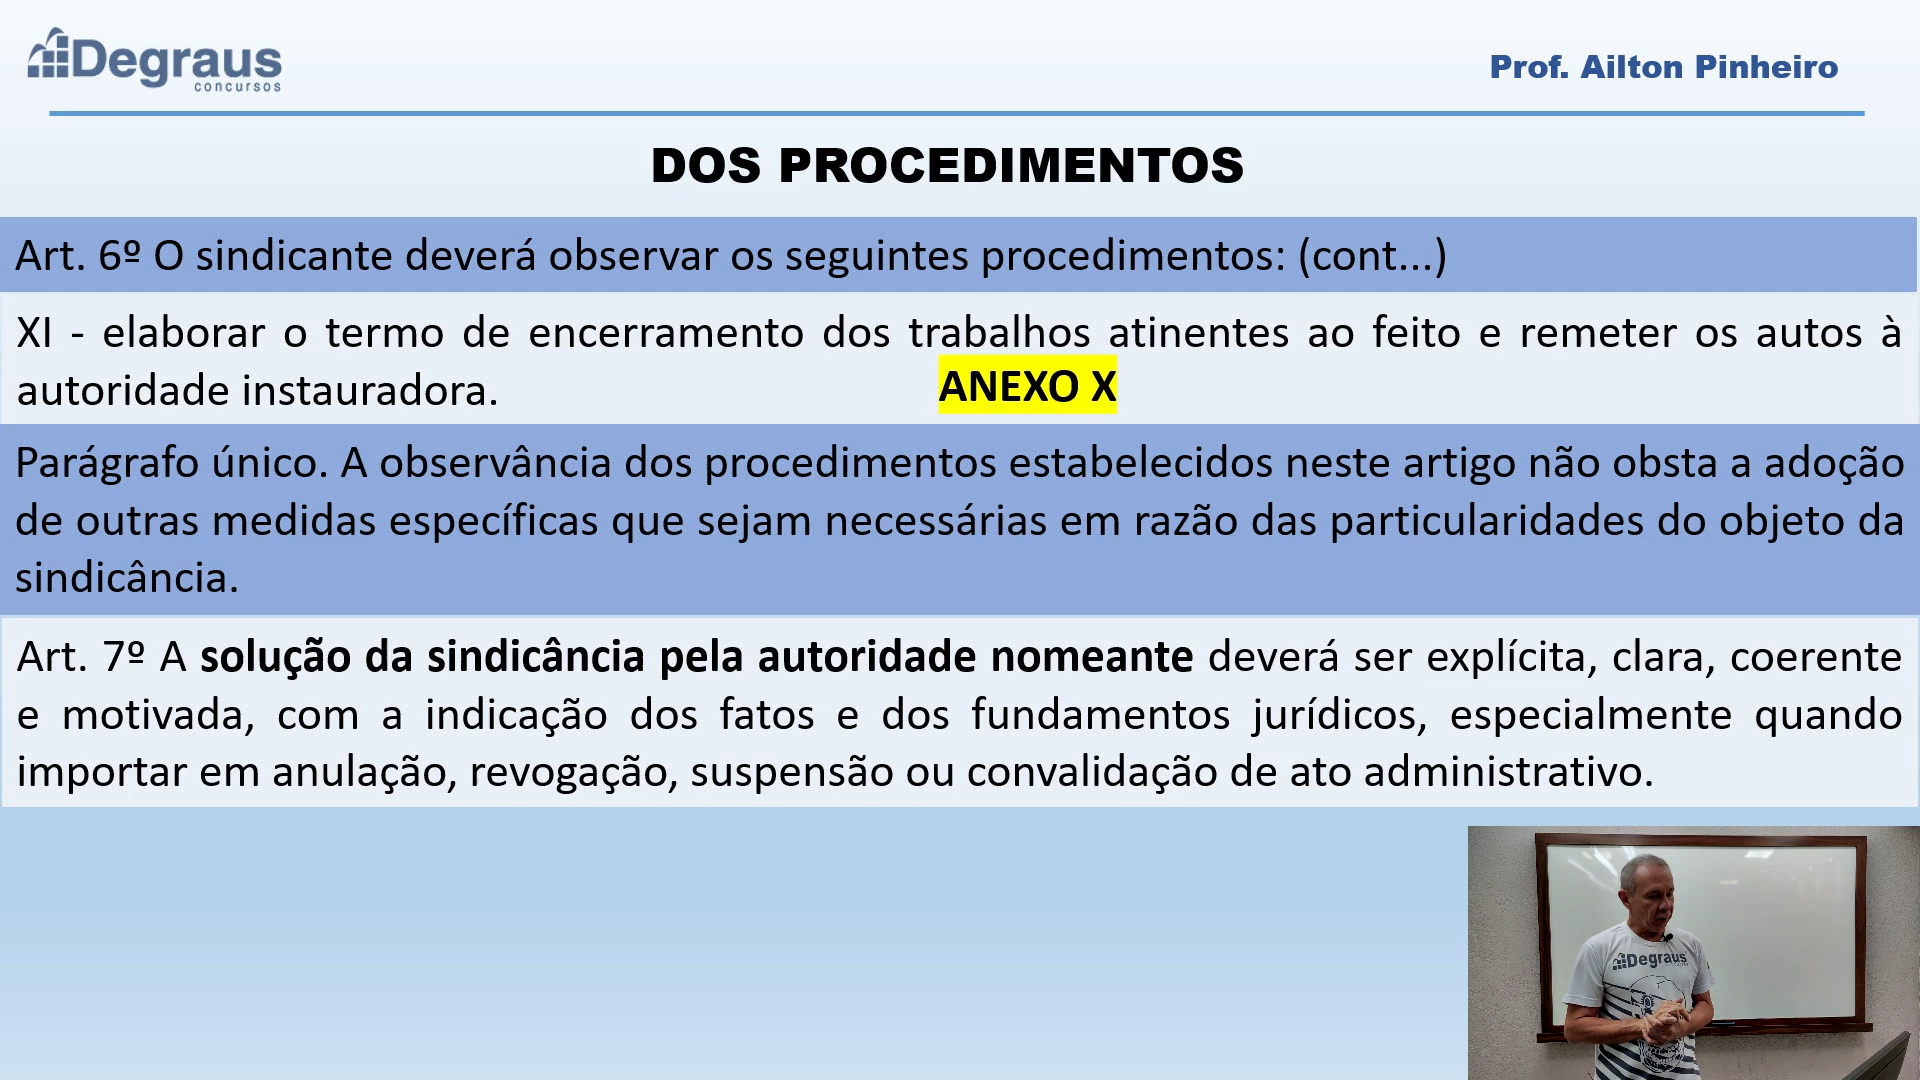 Degraus
concursos
Prof. Ailton Pinheiro
DOS PROCEDIMENTOS
Art. 6º O sindicante deverá observar os seguintes procedimentos: (cont...)
XI - elaborar o termo de encerramento dos trabalhos atinentes ao feito e remeter os autos à
autoridade instauradora.
ANEXO X
Parágrafo único. A observância dos procedimentos estabelecidos neste artigo não obsta a adoção
de outras medidas específicas que sejam necessárias em razão das particularidades do objeto da
sindicância.
Art. 7º A solução da sindicância pela autoridade nomeante deverá ser explícita, clara, coerente
e motivada, com a indicação dos fatos e dos fundamentos jurídicos, especialmente quando
importar em anulação, revogação, suspensão ou convalidação de ato administrativo.
Degraus